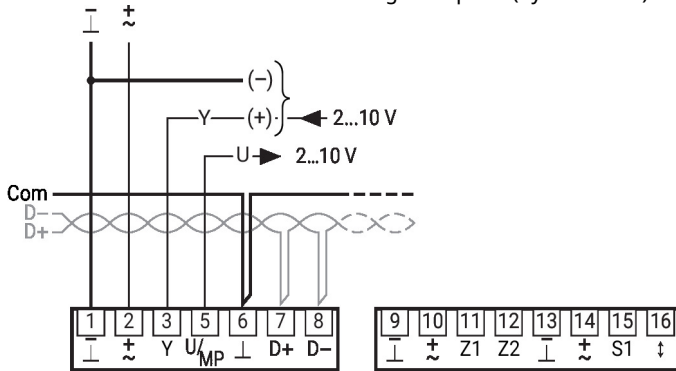 – +
⊥ ~
(–)
Y (+) 2...10 V
U 2...10 V
Com
D–
D+
1 2 3 5 6 7 8 9 10 11 12 13 14 15 16
⊥ ~ Y U/MP ⊥ D+ D– ⊥ ~ Z1 Z2 ⊥ ~ S1 ↕